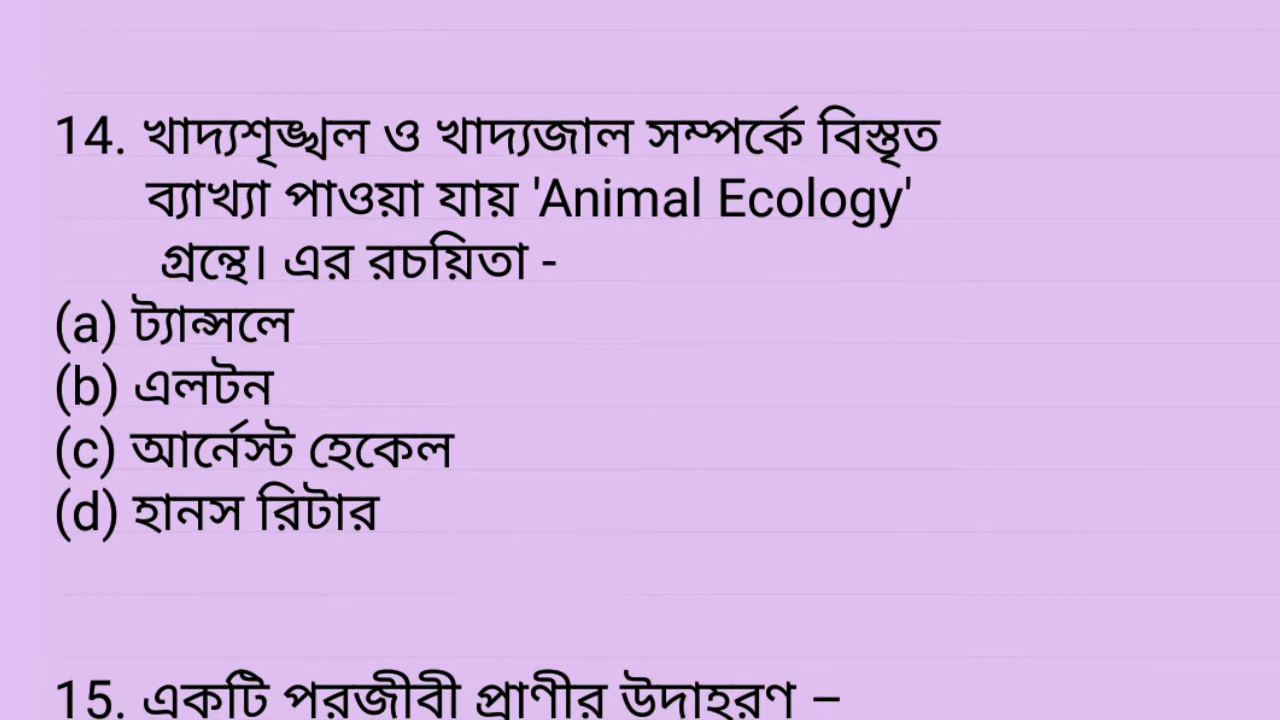 14. খাদ্যশৃঙ্খল ও খাদ্যজাল সম্পর্কে বিস্তৃত
ব্যাখ্যা পাওয়া যায় 'Animal Ecology'
গ্রন্থে। এর রচয়িতা -
(a) ট্যান্সলে
(b) এলটন
(c) আর্নেস্ট হেকেল
(d) হানস রিটার
15. একটি পরজীবী প্রাণীর উদাহরণ –